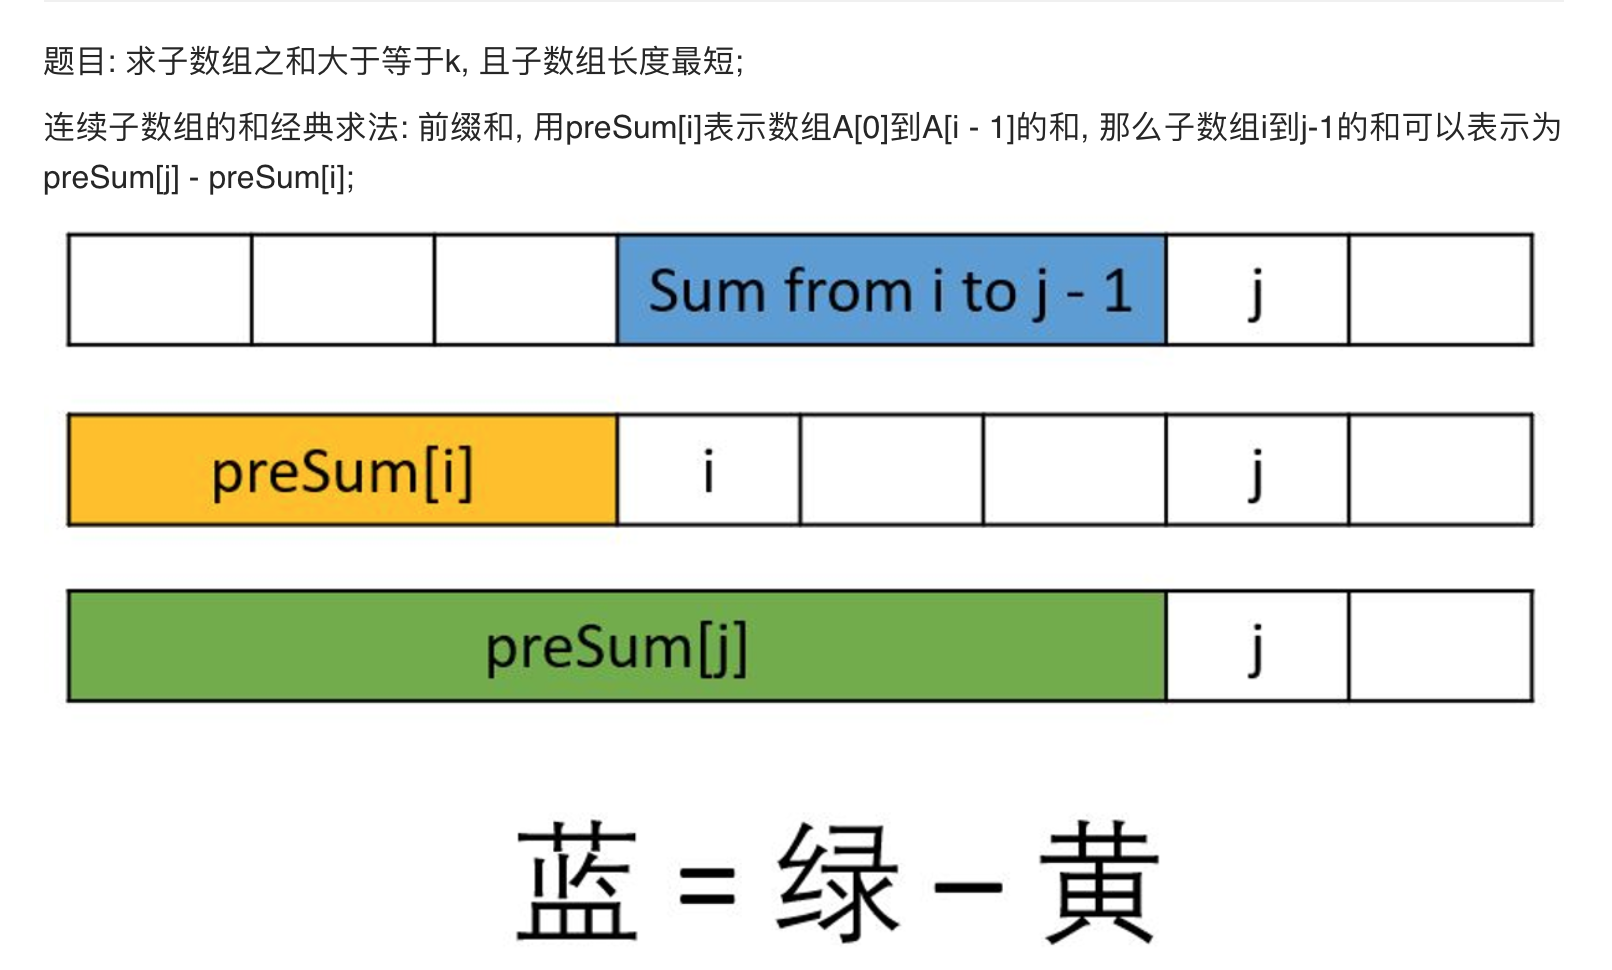 题目: 求子数组之和大于等于k, 且子数组长度最短;
连续子数组的和经典求法: 前缀和, 用preSum[i]表示数组A[0]到A[i - 1]的和, 那么子数组i到j-1的和可以表示为
preSum[j] - preSum[i];
Sum from i to j - 1 j
preSum[i] i j
preSum[j] j
蓝 = 绿 − 黄